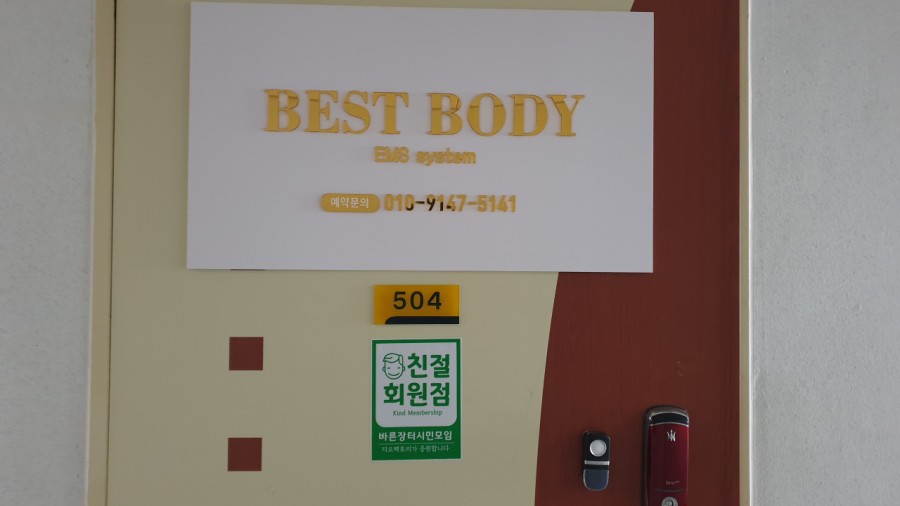 BEST BODY
EMS system
예약문의 010-9147-5141
504
친절
회원점
Kind Membership
바른장터시민모임